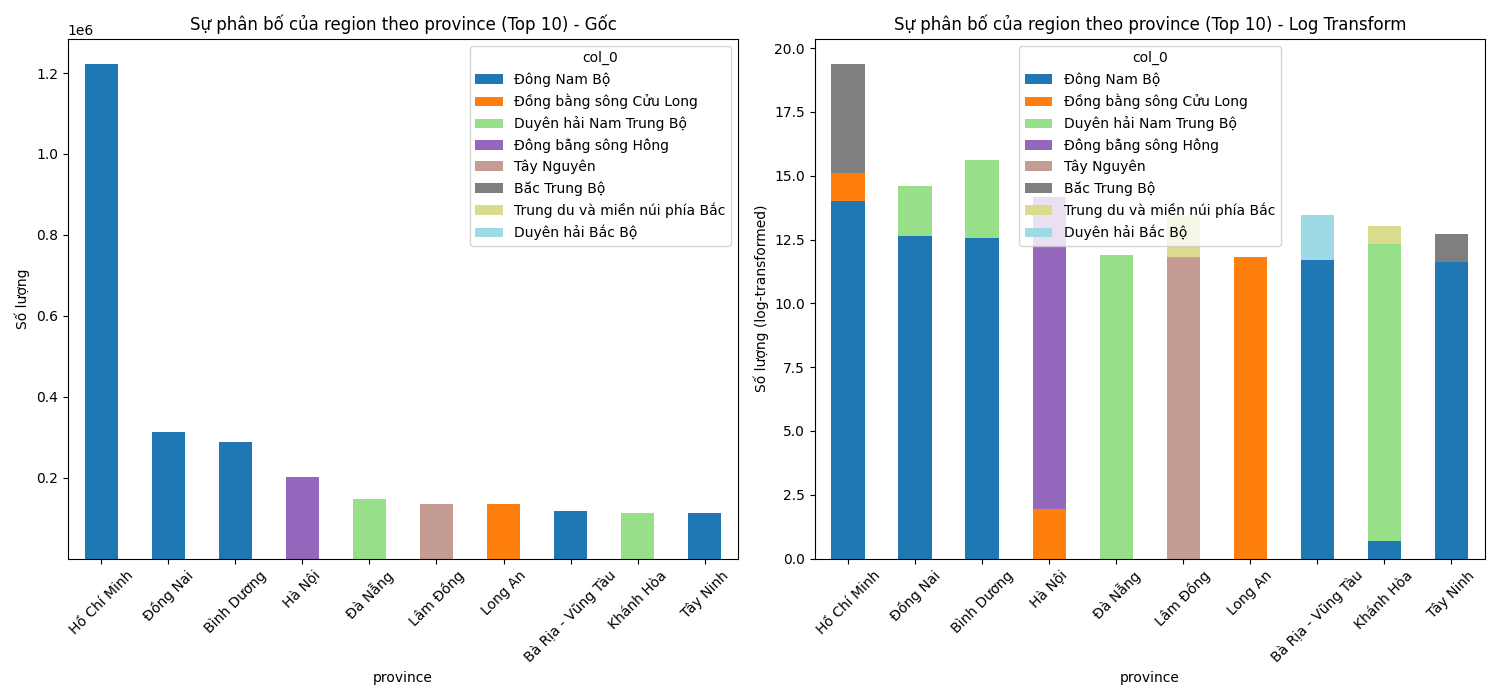 Sự phân bố của region theo province (Top 10) - Gốc
1e6
Số lượng
1.2
1.0
0.8
0.6
0.4
0.2
col_0
Đông Nam Bộ
Đồng bằng sông Cửu Long
Duyên hải Nam Trung Bộ
Đồng bằng sông Hồng
Tây Nguyên
Bắc Trung Bộ
Trung du và miền núi phía Bắc
Duyên hải Bắc Bộ
Hồ Chí Minh
Đồng Nai
Bình Dương
Hà Nội
Đà Nẵng
Lâm Đồng
Long An
Bà Rịa - Vũng Tàu
Khánh Hòa
Tây Ninh
province
Sự phân bố của region theo province (Top 10) - Log Transform
Số lượng (log-transformed)
20.0
17.5
15.0
12.5
10.0
7.5
5.0
2.5
0.0
col_0
Đông Nam Bộ
Đồng bằng sông Cửu Long
Duyên hải Nam Trung Bộ
Đồng bằng sông Hồng
Tây Nguyên
Bắc Trung Bộ
Trung du và miền núi phía Bắc
Duyên hải Bắc Bộ
Hồ Chí Minh
Đồng Nai
Bình Dương
Hà Nội
Đà Nẵng
Lâm Đồng
Long An
Bà Rịa - Vũng Tàu
Khánh Hòa
Tây Ninh
province